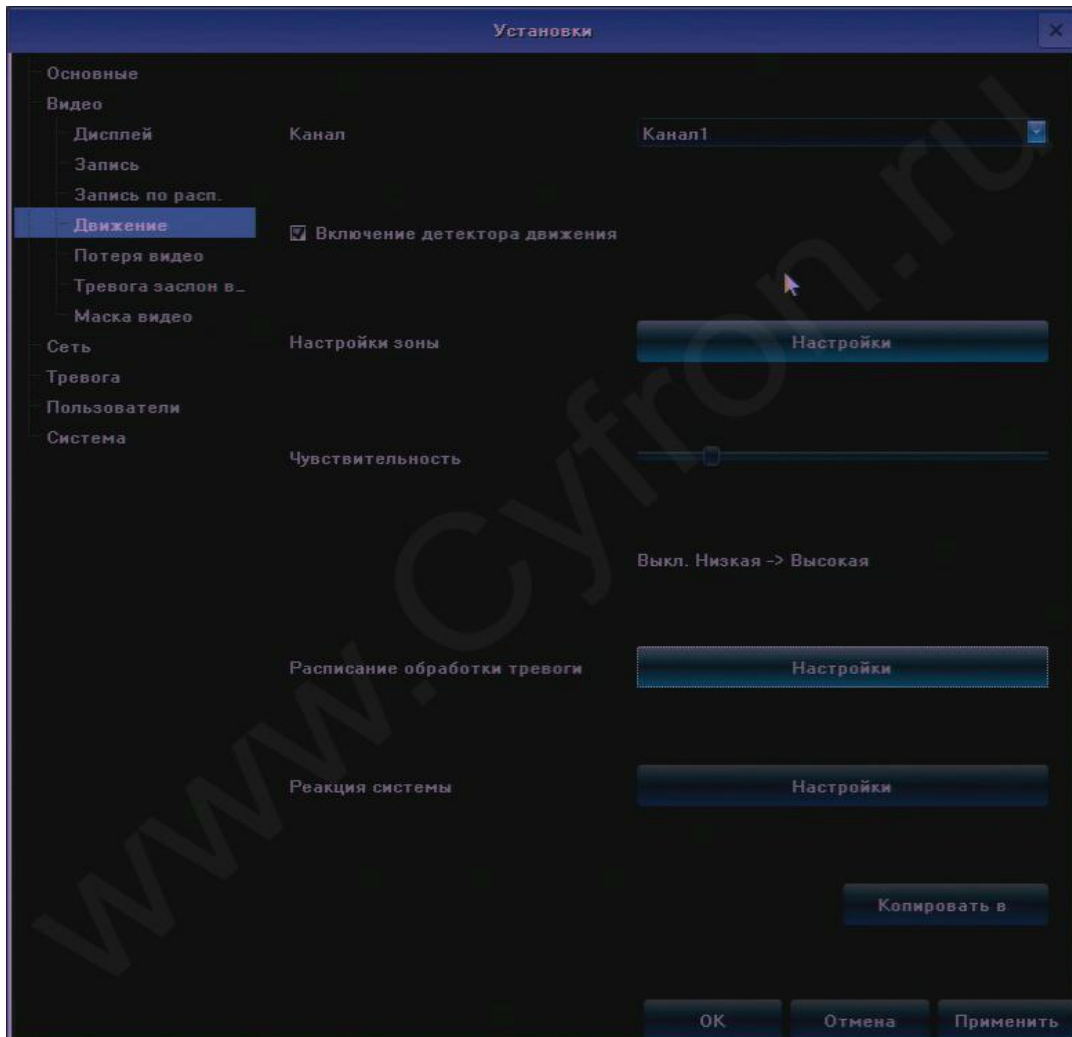 Установки
Основные
Видео
Дисплей
Запись
Запись по расп.
Движение
Потеря видео
Тревога заслон в_
Маска видео
Сеть
Тревога
Пользователи
Система
Канал
Канал1
Включение детектора движения
Настройки зоны
Настройки
Чувствительность
Выкл. Низкая -> Высокая
Расписание обработки тревоги
Настройки
Реакция системы
Настройки
Копировать в
OK
Отмена
Применить
www.Cyfron.ru